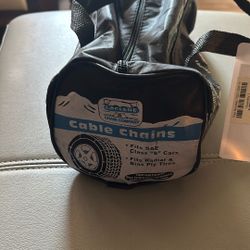 Cable Chains
• Fits SAE
Class "S" Cars
• Fits Radial &
Bias Ply Tires